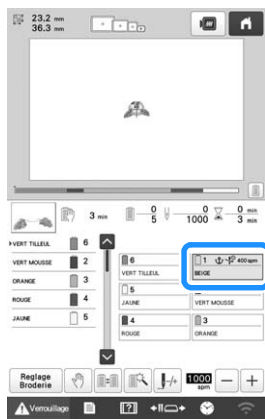 23.2 mm
36.3 mm
3 min
0
5
0
1000
0 min
3 min
VERT TILLEUL 6
VERT MOUSSE 2
ORANGE 3
ROUGE 4
JAUNE 5
6
VERT TILLEUL
1 400 spm
BEIGE
5
JAUNE
VERT MOUSSE
4
ROUGE
3
ORANGE
Reglage
Broderie
1000
spm
Verrouillage